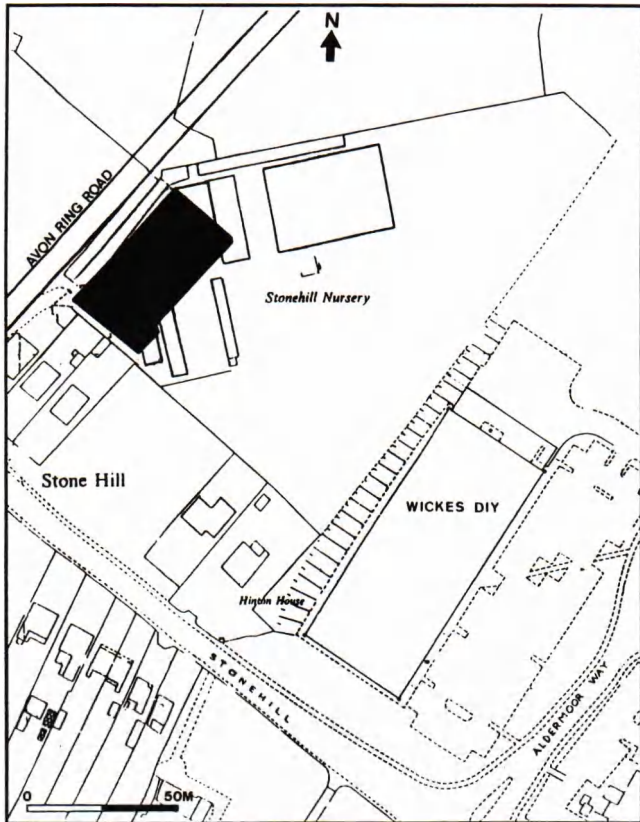 N
AVON RING ROAD
Stonehill Nursery
Stone Hill
WICKES DIY
Hinton House
STONEHILL
ALDERMOOR WAY
0 50M